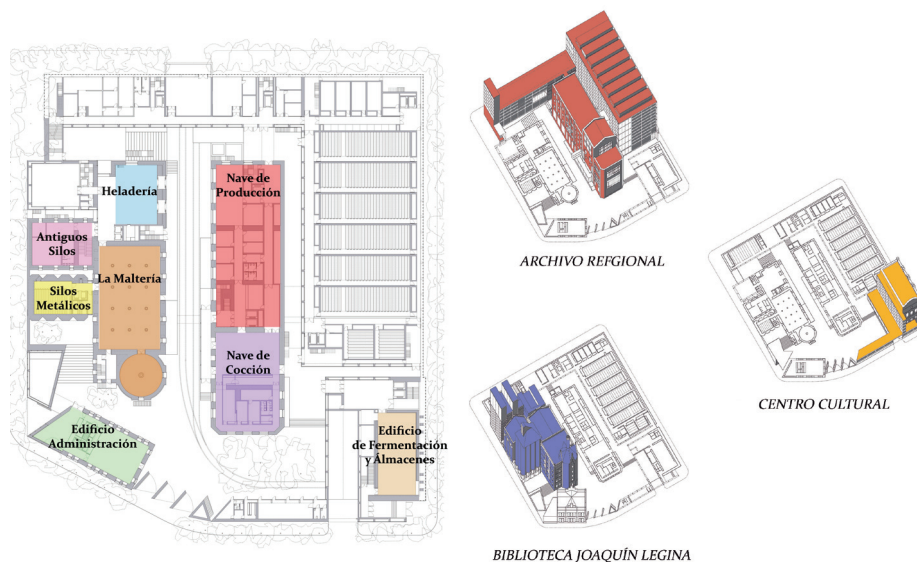 Heladería
Nave de
Producción
Antiguos
Silos
La Maltería
Silos
Metálicos
Nave de
Cocción
Edificio
Administración
Edificio
de Fermentación
y Álmacenes
ARCHIVO REFGIONAL
CENTRO CULTURAL
BIBLIOTECA JOAQUÍN LEGINA